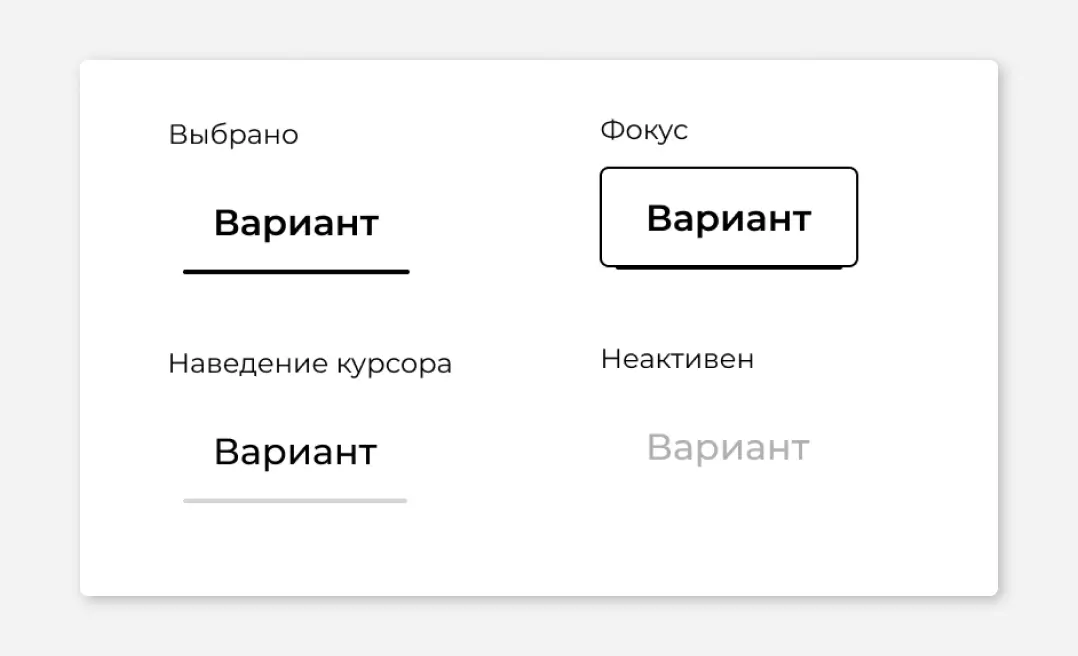 Выбрано
Вариант
Фокус
Вариант
Наведение курсора
Вариант
Неактивен
Вариант